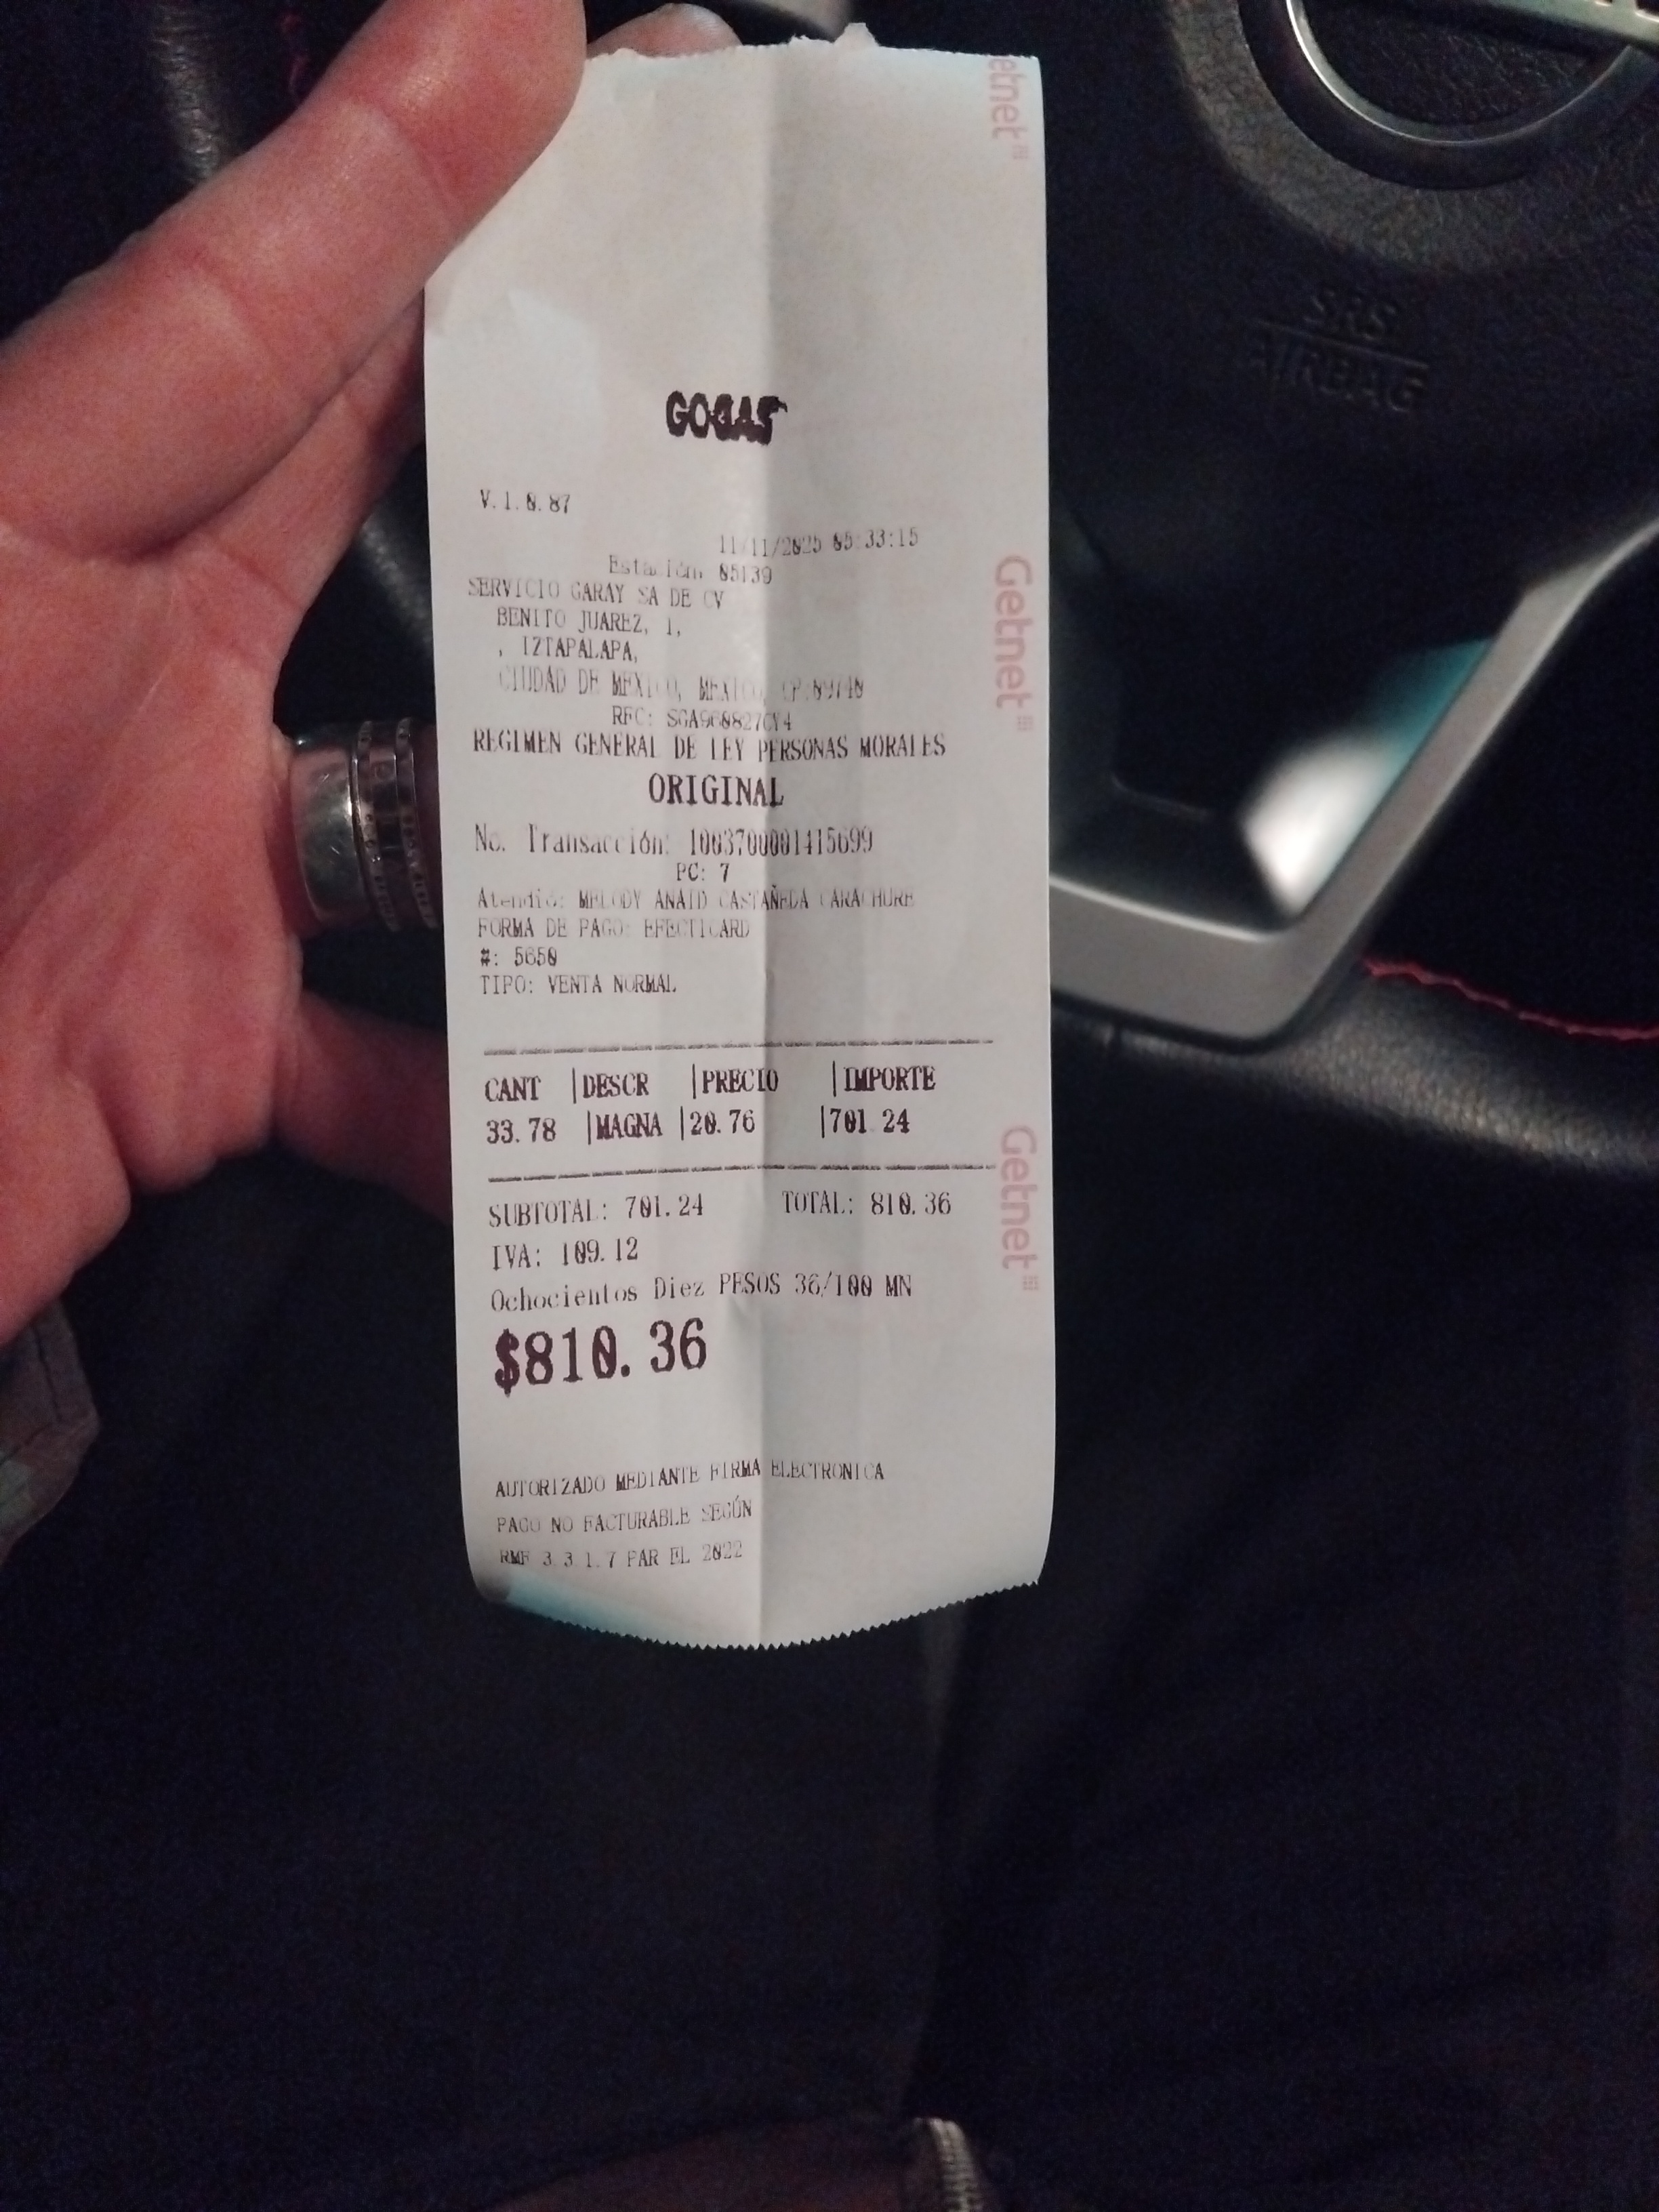 GOGAS
V.1.0.87
11/11/2025 05:33:15
Estación: 05139
SERVICIO GARAY SA DE CV
BENITO JUAREZ, 1,
, IZTAPALAPA,
CIUDAD DE MEXICO, MEXICO, CP:09740
RFC: SGA960827CY4
REGIMEN GENERAL DE LEY PERSONAS MORALES
ORIGINAL
No. Transacción: 1003700001415699
PC: 7
Atendió: MELODY ANAID CASTAÑEDA CARACHURE
FORMA DE PAGO: EFECTICARD
#: 5650
TIPO: VENTA NORMAL
CANT |DESCR |PRECIO |IMPORTE
33.78 |MAGNA |20.76 |701.24
SUBTOTAL: 701.24 TOTAL: 810.36
IVA: 109.12
Ochocientos Diez PESOS 36/100 MN
$810.36
AUTORIZADO MEDIANTE FIRMA ELECTRONICA
PAGO NO FACTURABLE SEGÚN
RMF 3.3.1.7 PAR EL 2022
etnet
Getnet
Getnet
SRS
AIRBAG